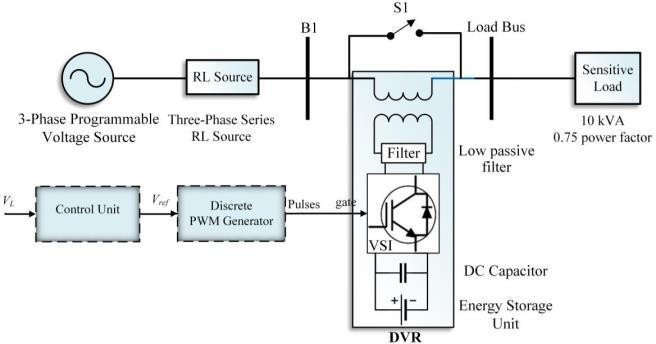 S1
B1
Load Bus
RL Source
Sensitive
Load
3-Phase Programmable
Voltage Source
Three-Phase Series
RL Source
10 kVA
0.75 power factor
Filter
Low passive
filter
V_L
Control Unit
V_ref
Discrete
PWM Generator
Pulses gate
VSI
DC Capacitor
+ −
Energy Storage
Unit
DVR